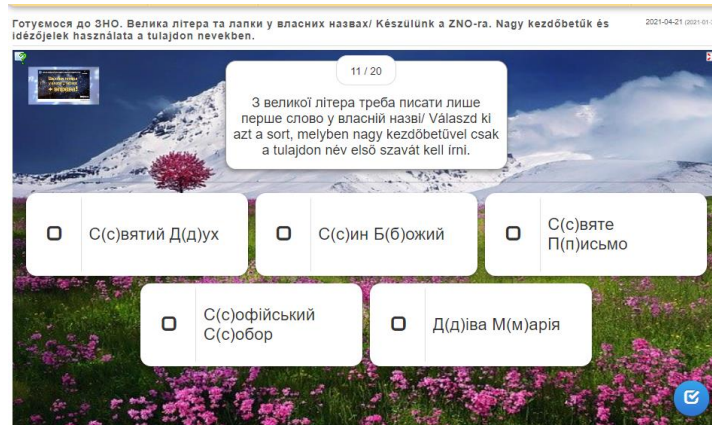 Готуємося до ЗНО. Велика літера та лапки у власних назвах/ Készülünk a ZNO-ra. Nagy kezdőbetűk és
idézőjelek használata a tulajdon nevekben.
2021-04-21
11 / 20
З великої літера треба писати лише
перше слово у власній назві/ Válaszd ki
azt a sort, melyben nagy kezdőbetűvel csak
a tulajdon név első szavát kell írni.
С(с)вятий Д(д)ух
С(с)ин Б(б)ожий
С(с)вяте
П(п)исьмо
С(с)офійський
С(с)обор
Д(д)іва М(м)арія